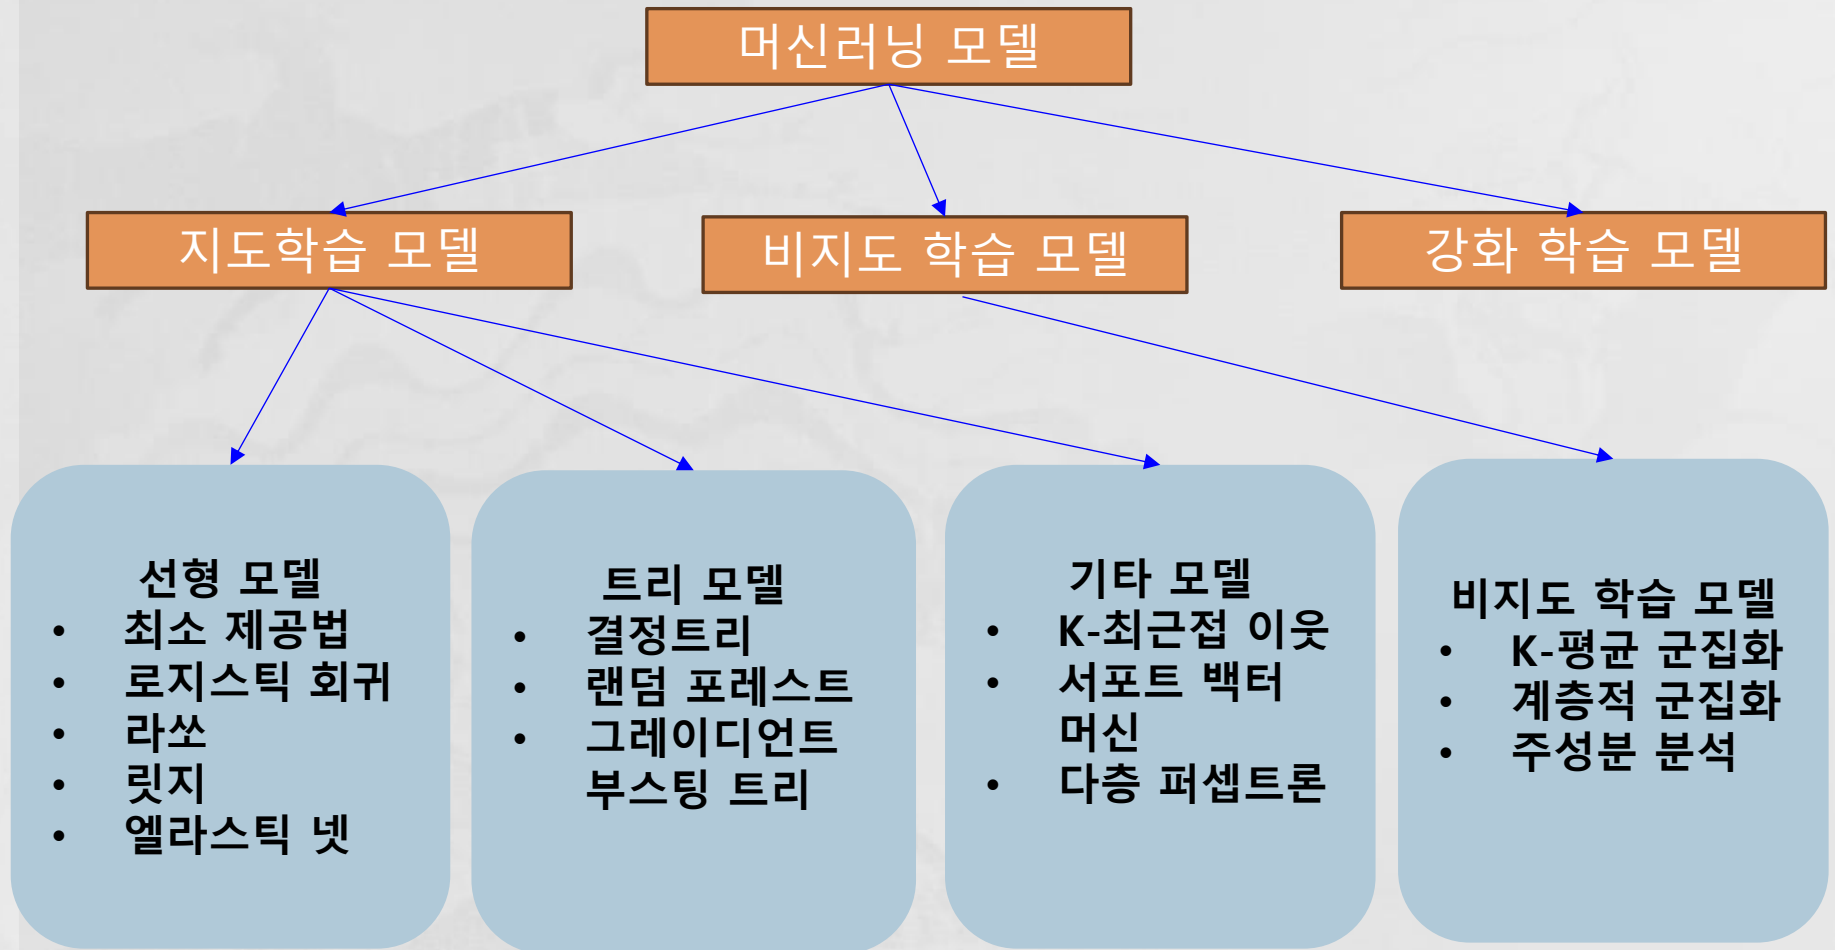 머신러닝 모델
지도학습 모델
비지도 학습 모델
강화 학습 모델
선형 모델
• 최소 제공법
• 로지스틱 회귀
• 라쏘
• 릿지
• 엘라스틱 넷
트리 모델
• 결정트리
• 랜덤 포레스트
• 그레이디언트
부스팅 트리
기타 모델
• K-최근접 이웃
• 서포트 백터
머신
• 다층 퍼셉트론
비지도 학습 모델
• K-평균 군집화
• 계층적 군집화
• 주성분 분석